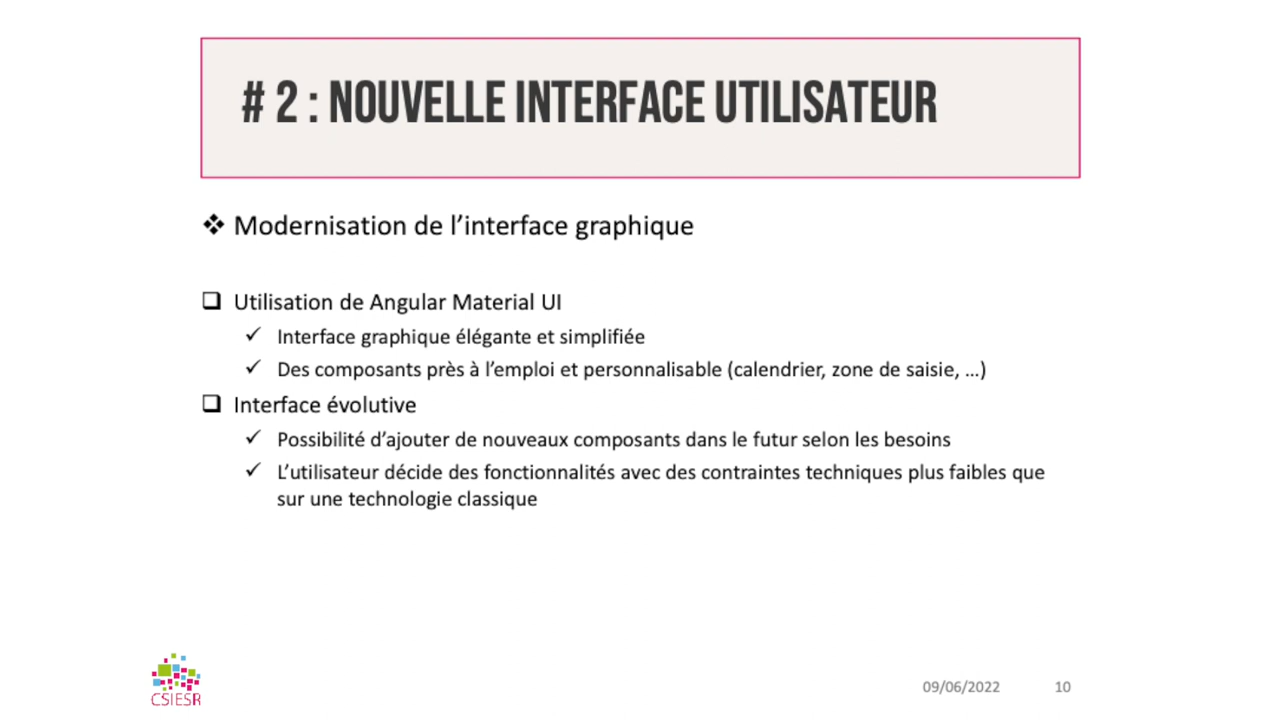 # 2 : NOUVELLE INTERFACE UTILISATEUR
Modernisation de l’interface graphique
Utilisation de Angular Material UI
Interface graphique élégante et simplifiée
Des composants près à l’emploi et personnalisable (calendrier, zone de saisie, …)
Interface évolutive
Possibilité d’ajouter de nouveaux composants dans le futur selon les besoins
L’utilisateur décide des fonctionnalités avec des contraintes techniques plus faibles que
sur une technologie classique
CSIESR
09/06/2022
10